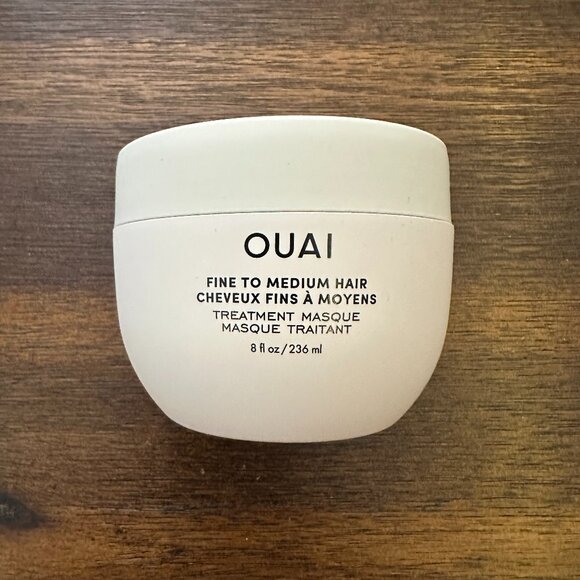 OUAI
FINE TO MEDIUM HAIR
CHEVEUX FINS À MOYENS
TREATMENT MASQUE
MASQUE TRAITANT
8 fl oz / 236 ml